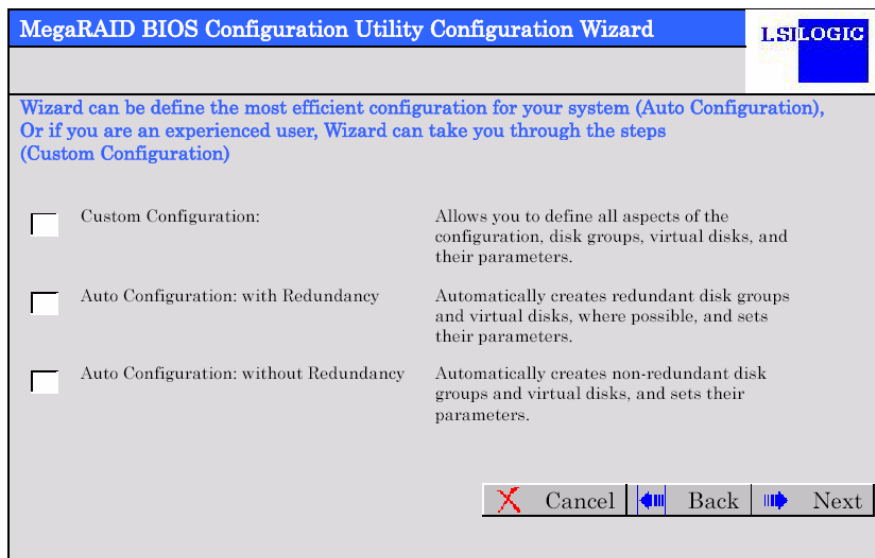 MegaRAID BIOS Configuration Utility Configuration Wizard
LSILOGIC
Wizard can be define the most efficient configuration for your system (Auto Configuration),
Or if you are an experienced user, Wizard can take you through the steps
(Custom Configuration)
Custom Configuration:
Allows you to define all aspects of the
configuration, disk groups, virtual disks, and
their parameters.
Auto Configuration: with Redundancy
Automatically creates redundant disk groups
and virtual disks, where possible, and sets
their parameters.
Auto Configuration: without Redundancy
Automatically creates non-redundant disk
groups and virtual disks, and sets their
parameters.
Cancel
Back
Next